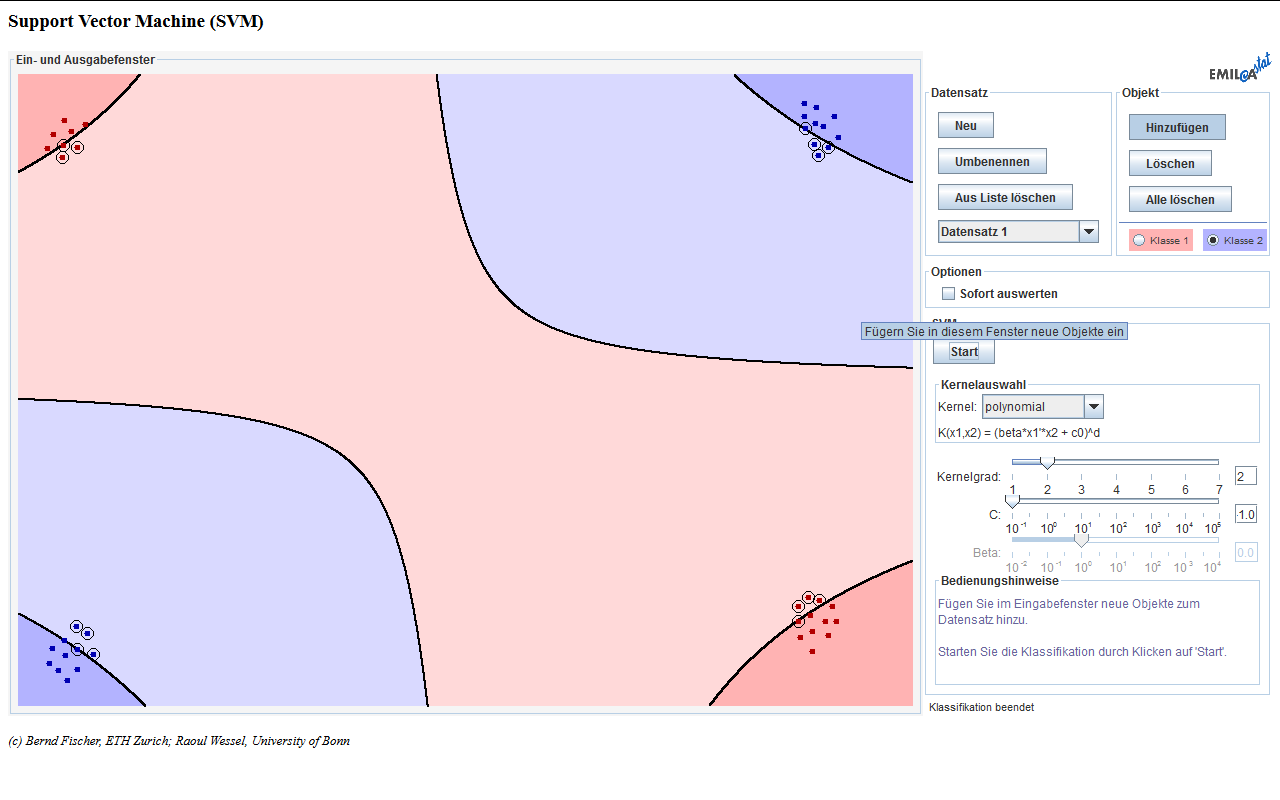 Support Vector Machine (SVM)
Ein- und Ausgabefenster
EMILeA stat
Datensatz
Neu
Umbenennen
Aus Liste löschen
Datensatz 1
Objekt
Hinzufügen
Löschen
Alle löschen
Klasse 1
Klasse 2
Optionen
Sofort auswerten
SVM
Fügern Sie in diesem Fenster neue Objekte ein
Start
Kernelauswahl
Kernel: polynomial
K(x1,x2) = (beta*x1'*x2 + c0)^d
Kernelgrad: 2
1 2 3 4 5 6 7
C: -1.0
10^-1 10^0 10^1 10^2 10^3 10^4 10^5
Beta: 0.0
10^-2 10^-1 10^0 10^1 10^2 10^3 10^4
Bedienungshinweise
Fügen Sie im Eingabefenster neue Objekte zum
Datensatz hinzu.
Starten Sie die Klassifikation durch Klicken auf 'Start'.
Klassifikation beendet
(c) Bernd Fischer, ETH Zurich; Raoul Wessel, University of Bonn